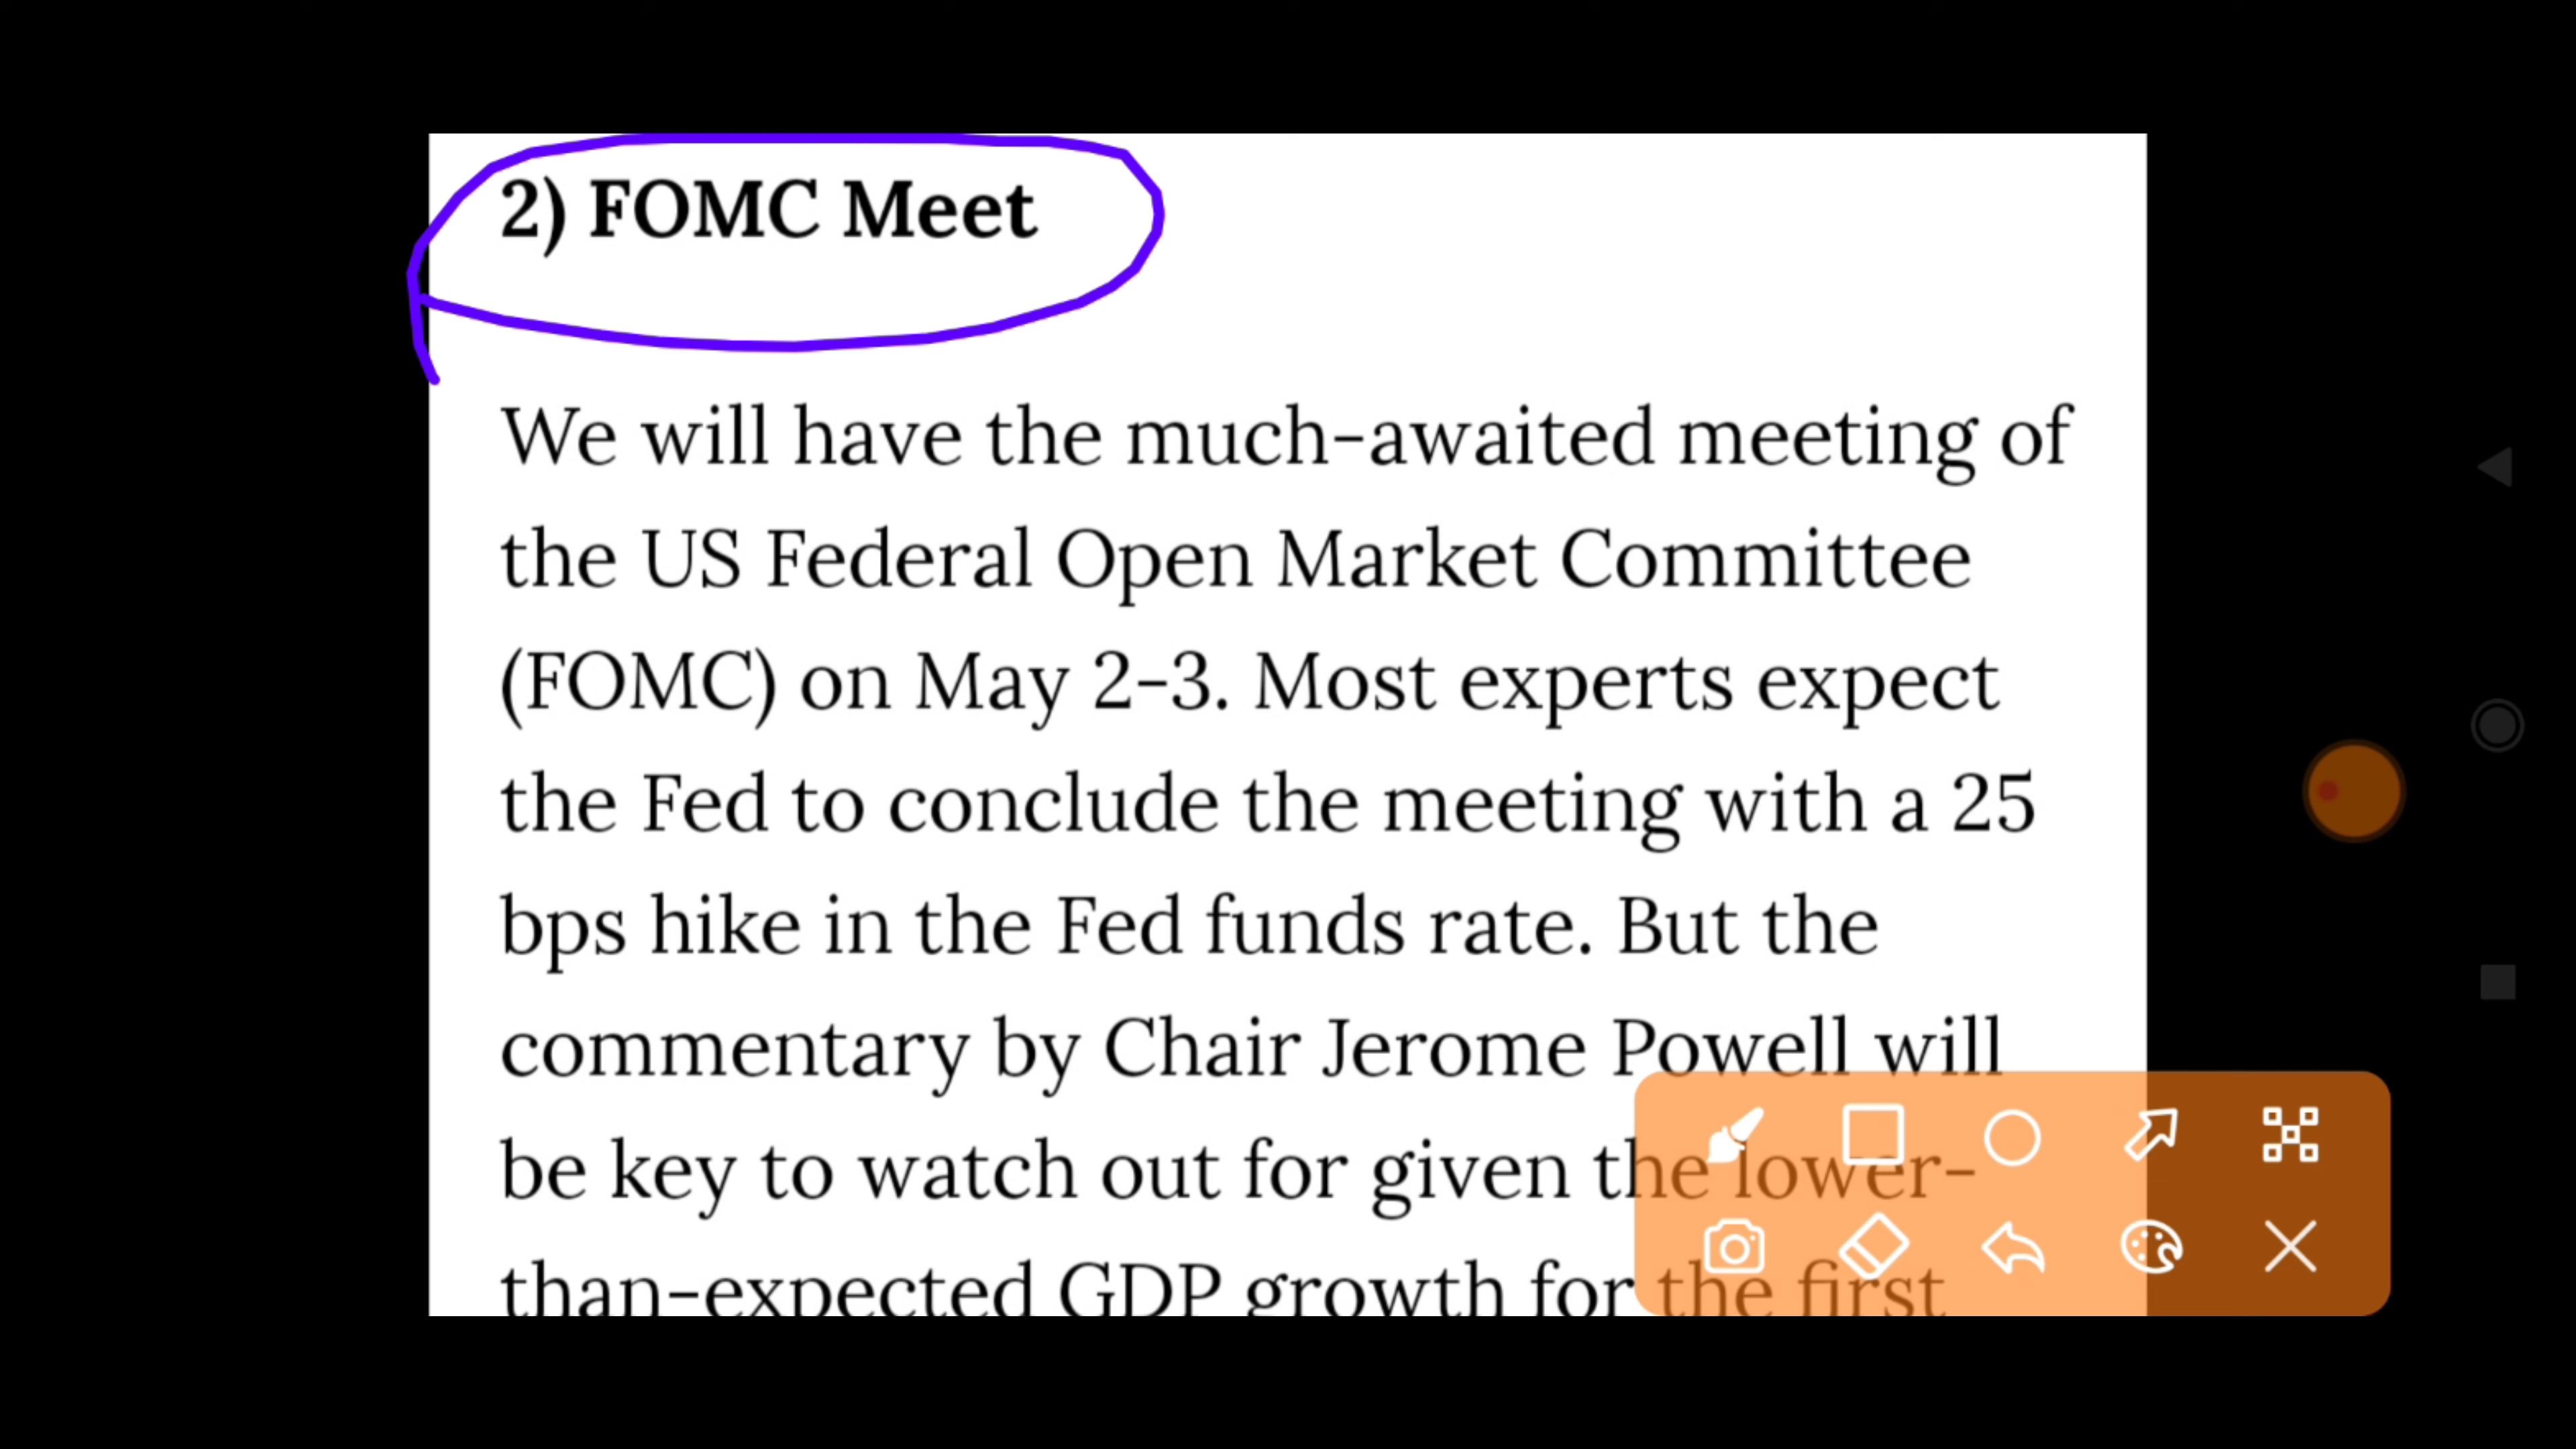 2) FOMC Meet
We will have the much-awaited meeting of
the US Federal Open Market Committee
(FOMC) on May 2-3. Most experts expect
the Fed to conclude the meeting with a 25
bps hike in the Fed funds rate. But the
commentary by Chair Jerome Powell will
be key to watch out for given the lower-
than-expected GDP growth for the first